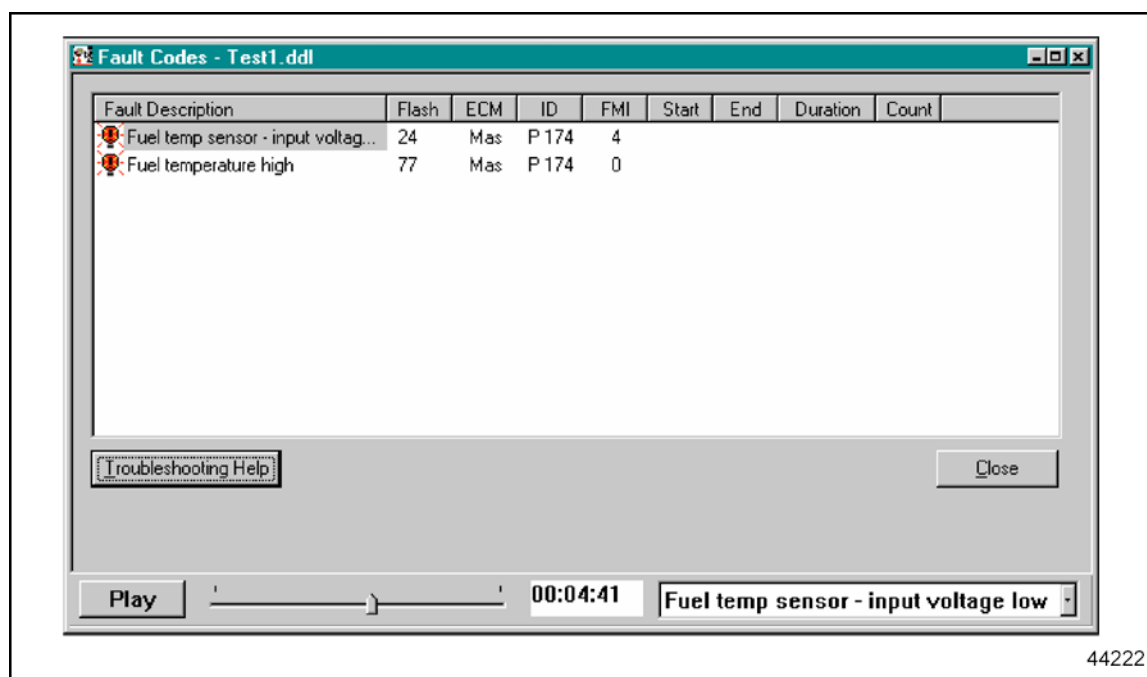 Fault Codes - Test1.ddl
Fault Description Flash ECM ID FMI Start End Duration Count
Fuel temp sensor - input voltag... 24 Mas P 174 4
Fuel temperature high 77 Mas P 174 0
Troubleshooting Help
Close
Play
00:04:41
Fuel temp sensor - input voltage low
44222